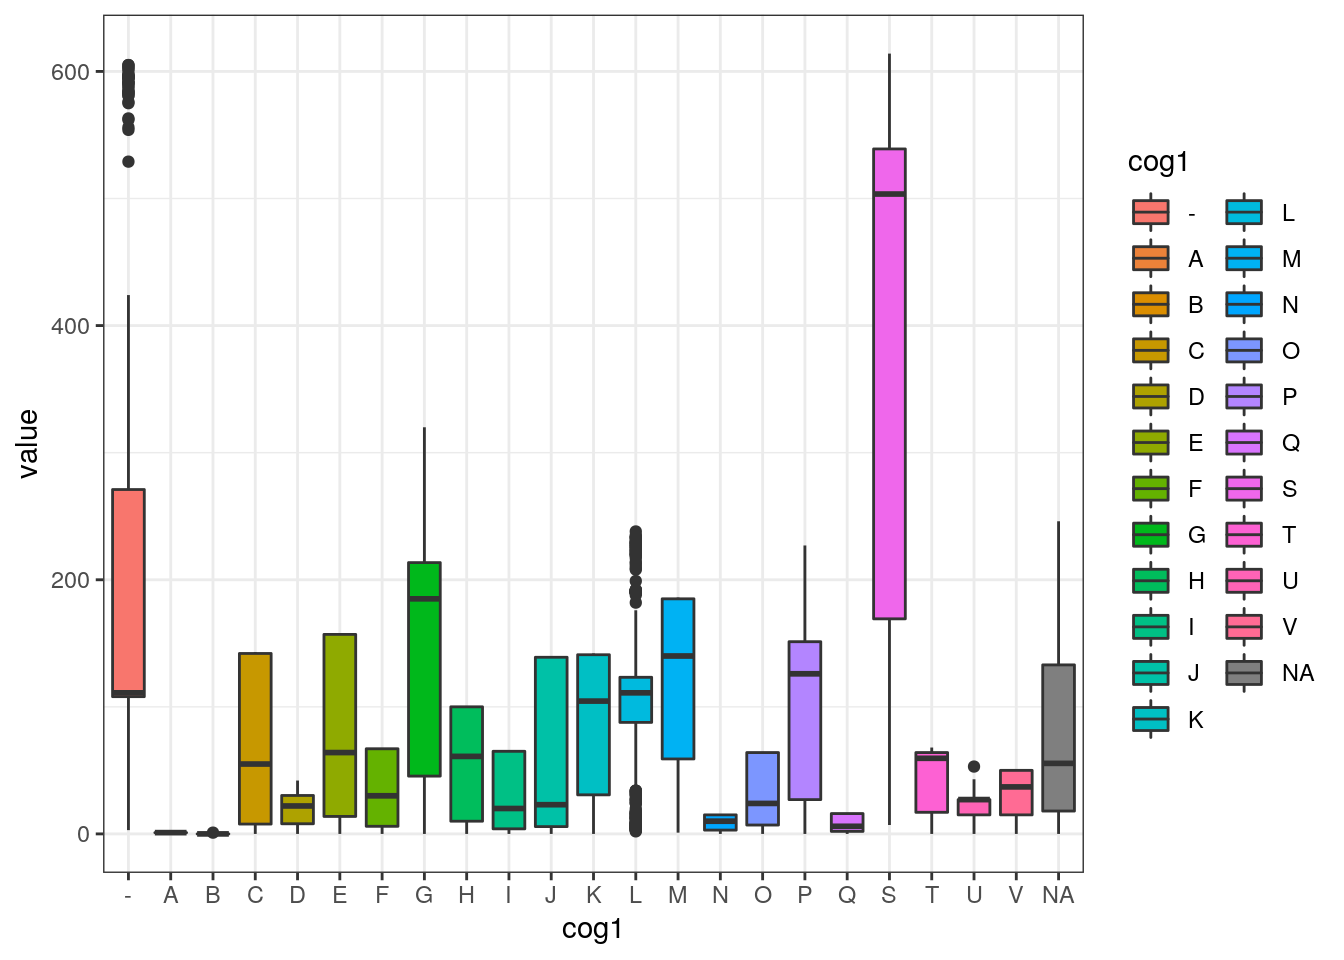 600
400
200
0
value
- A B C D E F G H I J K L M N O P Q S T U V NA
cog1
cog1
- L
A M
B N
C O
D P
E Q
F S
G T
H U
I V
J NA
K